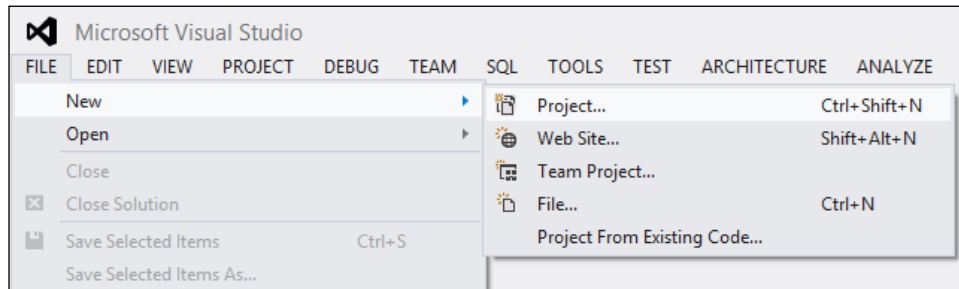 Microsoft Visual Studio
FILE EDIT VIEW PROJECT DEBUG TEAM SQL TOOLS TEST ARCHITECTURE ANALYZE
New
Open
Close
Close Solution
Save Selected Items Ctrl+S
Save Selected Items As...
Project... Ctrl+Shift+N
Web Site... Shift+Alt+N
Team Project...
File... Ctrl+N
Project From Existing Code...